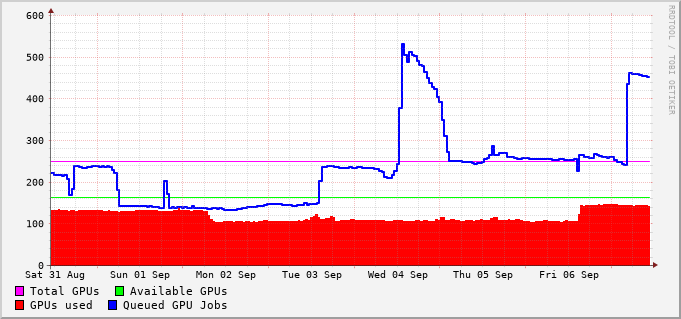 RRDTOOL / TOBI OETIKER
600
500
400
300
200
100
0
Sat 31 Aug Sun 01 Sep Mon 02 Sep Tue 03 Sep Wed 04 Sep Thu 05 Sep Fri 06 Sep
Total GPUs Available GPUs
GPUs used Queued GPU Jobs